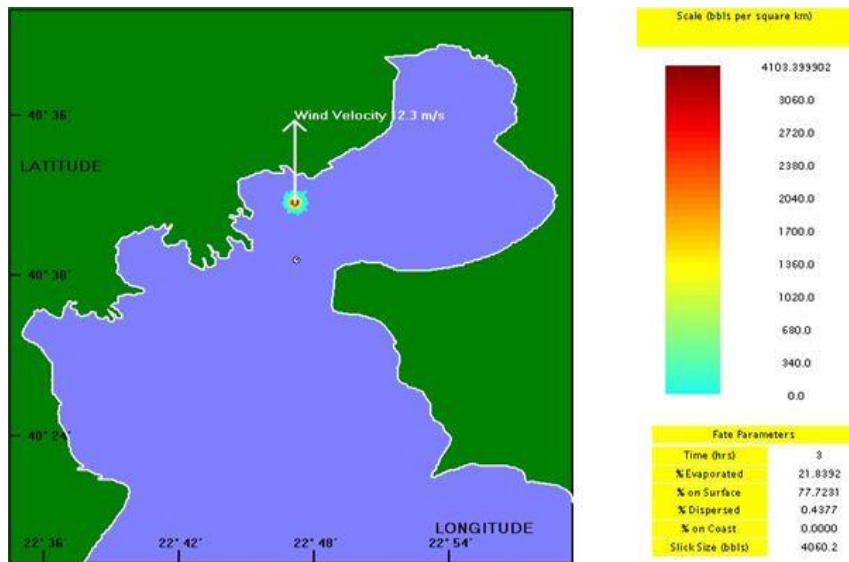 Scale (bbls per square km)
4103.399902
3060.0
2720.0
2380.0
2040.0
1700.0
1360.0
1020.0
680.0
340.0
0.0
40° 36'
Wind Velocity 12.3 m/s
LATITUDE
40° 30'
40° 24'
LONGITUDE
22° 36'
22° 42'
22° 48'
22° 54'
Fate Parameters
Time (hrs) 3
% Evaporated 21.8392
% on Surface 77.7231
% Dispersed 0.4377
% on Coast 0.0000
Slick Size (bbls) 4060.2